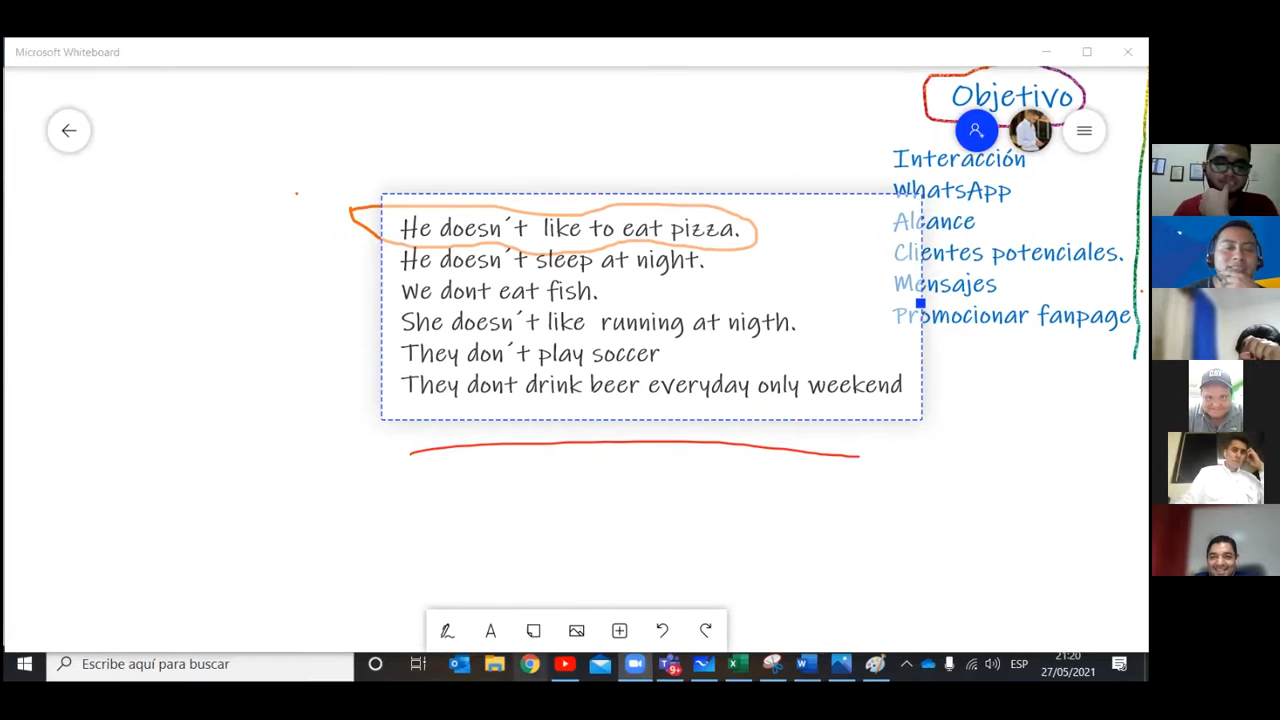 Microsoft Whiteboard
Objetivo
Interacción
WhatsApp
Alcance
Clientes potenciales.
Mensajes
Promocionar fanpage
He doesn´t like to eat pizza.
He doesn´t sleep at night.
We dont eat fish.
She doesn´t like running at nigth.
They don´t play soccer
They dont drink beer everyday only weekend
Escribe aquí para buscar
ESP
21:20
27/05/2021